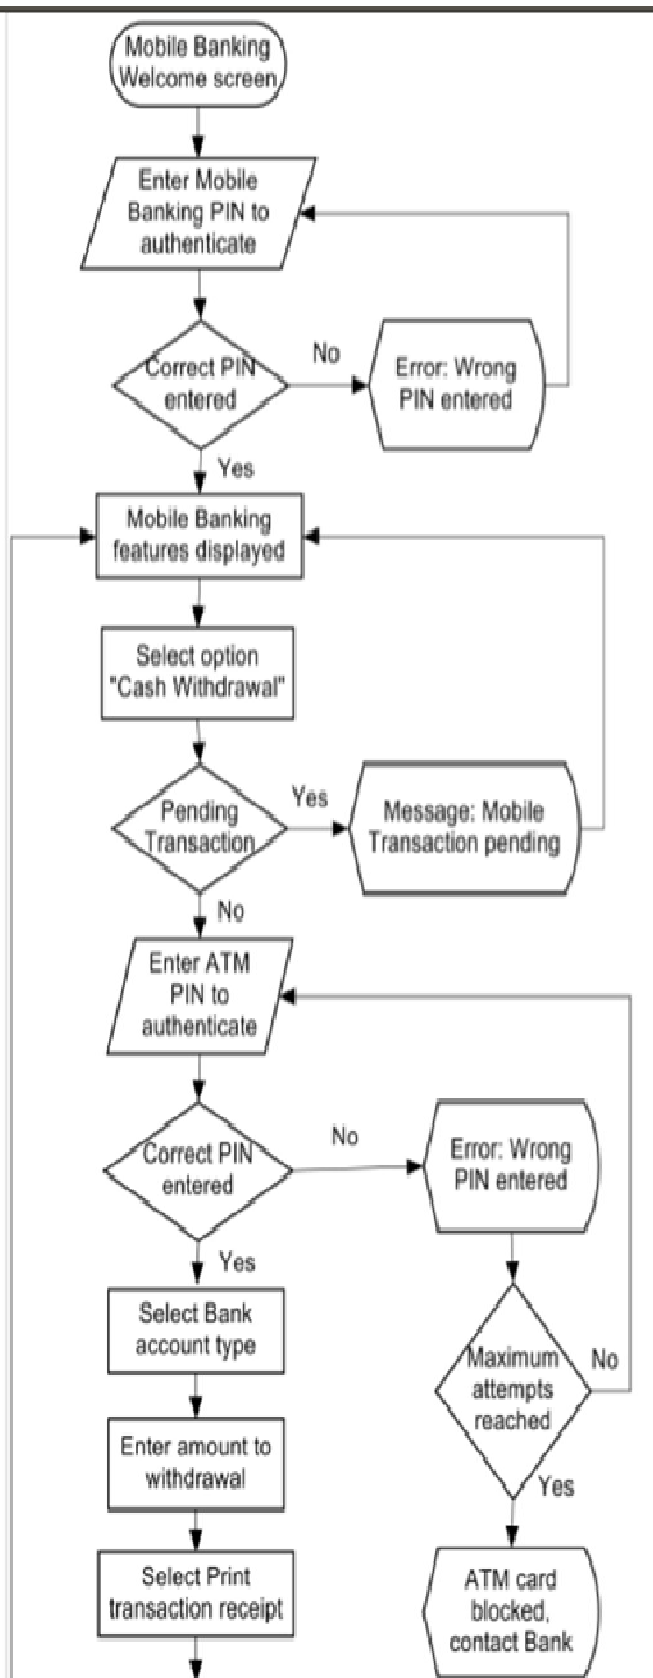 Mobile Banking
Welcome screen
Enter Mobile
Banking PIN to
authenticate
Correct PIN
entered
No
Error: Wrong
PIN entered
Yes
Mobile Banking
features displayed
Select option
"Cash Withdrawal"
Pending
Transaction
Yes
Message: Mobile
Transaction pending
No
Enter ATM
PIN to
authenticate
Correct PIN
entered
No
Error: Wrong
PIN entered
Yes
Select Bank
account type
Maximum
attempts
reached
No
Enter amount to
withdrawal
Yes
Select Print
transaction receipt
ATM card
blocked,
contact Bank